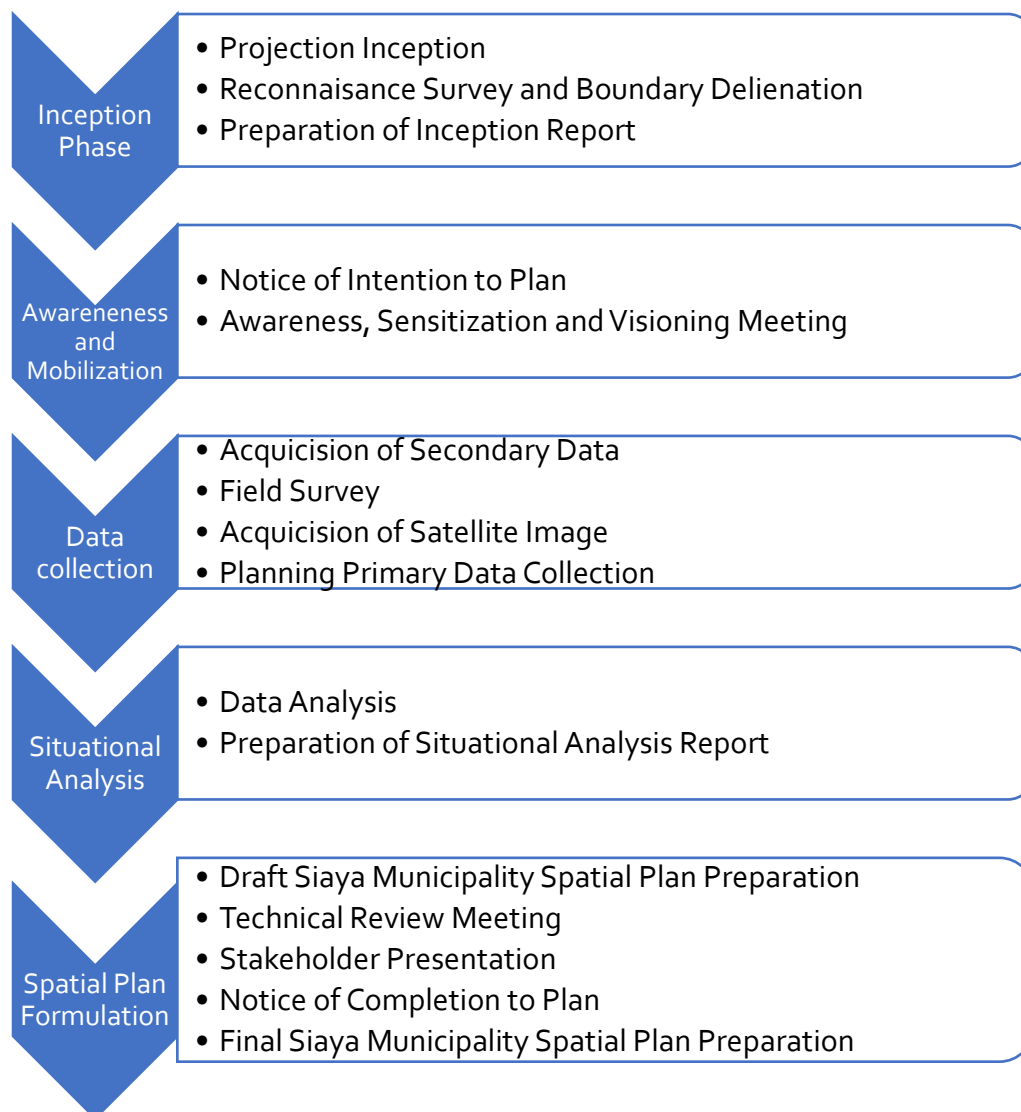 Inception
Phase
• Projection Inception
• Reconnaisance Survey and Boundary Delienation
• Preparation of Inception Report
Awareneness
and
Mobilization
• Notice of Intention to Plan
• Awareness, Sensitization and Visioning Meeting
Data
collection
• Acquicision of Secondary Data
• Field Survey
• Acquicision of Satellite Image
• Planning Primary Data Collection
Situational
Analysis
• Data Analysis
• Preparation of Situational Analysis Report
Spatial Plan
Formulation
• Draft Siaya Municipality Spatial Plan Preparation
• Technical Review Meeting
• Stakeholder Presentation
• Notice of Completion to Plan
• Final Siaya Municipality Spatial Plan Preparation